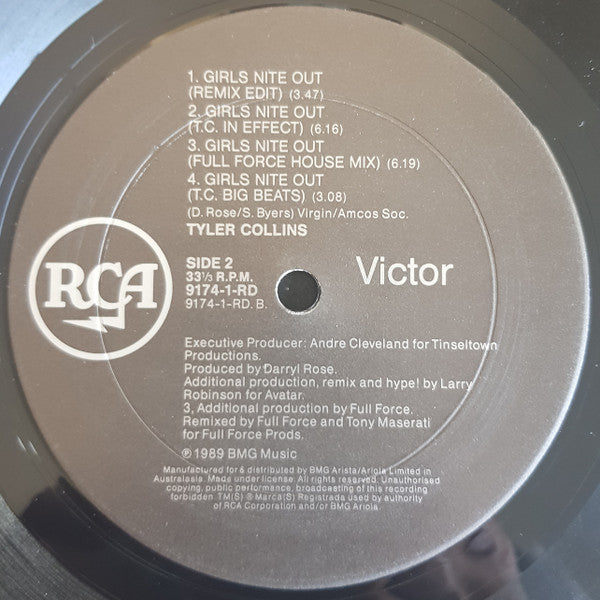 1. GIRLS NITE OUT
(REMIX EDIT) (3.47)
2. GIRLS NITE OUT
(T.C. IN EFFECT) (6.16)
3. GIRLS NITE OUT
(FULL FORCE HOUSE MIX) (6.19)
4. GIRLS NITE OUT
(T.C. BIG BEATS) (3.08)
(D. Rose/S. Byers) Virgin/Amcos Soc.
TYLER COLLINS
RCA
SIDE 2
33⅓ R.P.M.
9174-1-RD
9174-1-RD. B.
Victor
Executive Producer: Andre Cleveland for Tinseltown
Productions.
Produced by Darryl Rose.
Additional production, remix and hype! by Larry
Robinson for Avatar.
3, Additional production by Full Force.
Remixed by Full Force and Tony Maserati
for Full Force Prods.
℗ 1989 BMG Music
Manufactured for & distributed by BMG Arista/Ariola Limited in
Australasia. Made under license. All rights reserved. Unauthorised
copying, public performance, broadcasting of this recording
forbidden. TM(S) ® Marca(S) Registrada used by authority
of RCA Corporation and/or BMG Ariola.